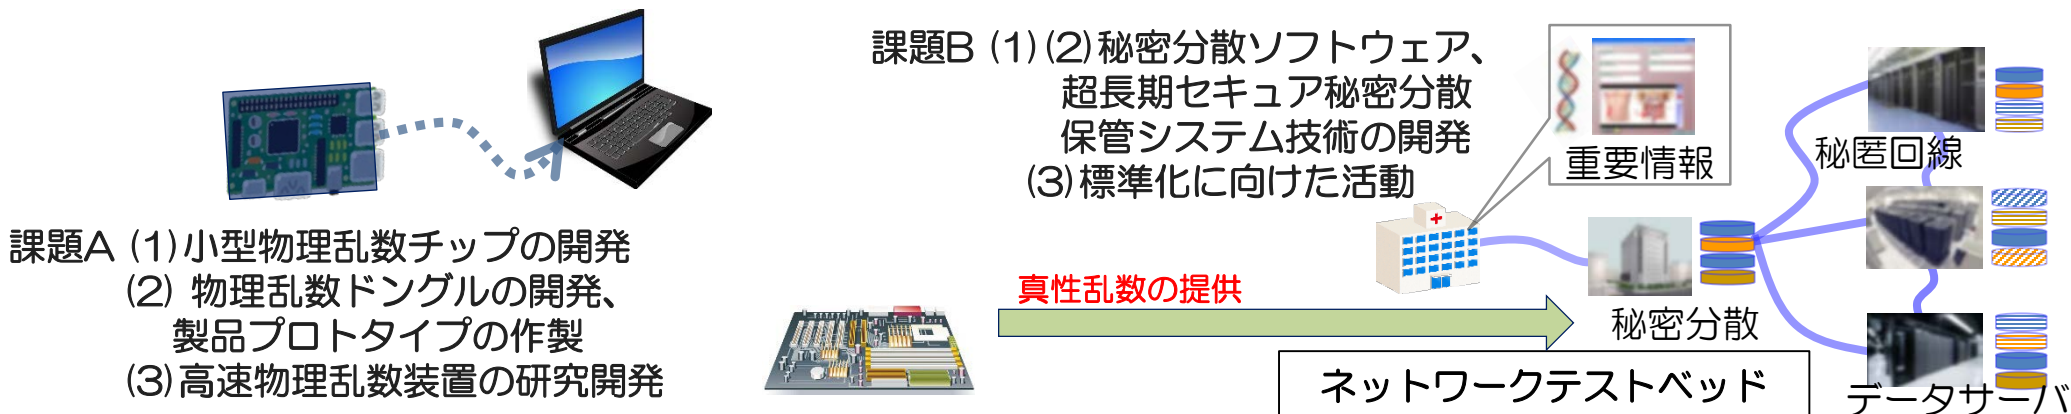 課題A (1)小型物理乱数チップの開発
(2) 物理乱数ドングルの開発、
製品プロトタイプの作製
(3)高速物理乱数装置の研究開発
課題B (1)(2)秘密分散ソフトウェア、
超長期セキュア秘密分散
保管システム技術の開発
(3)標準化に向けた活動
重要情報
秘匿回線
真性乱数の提供
秘密分散
ネットワークテストベッド
データサーバ